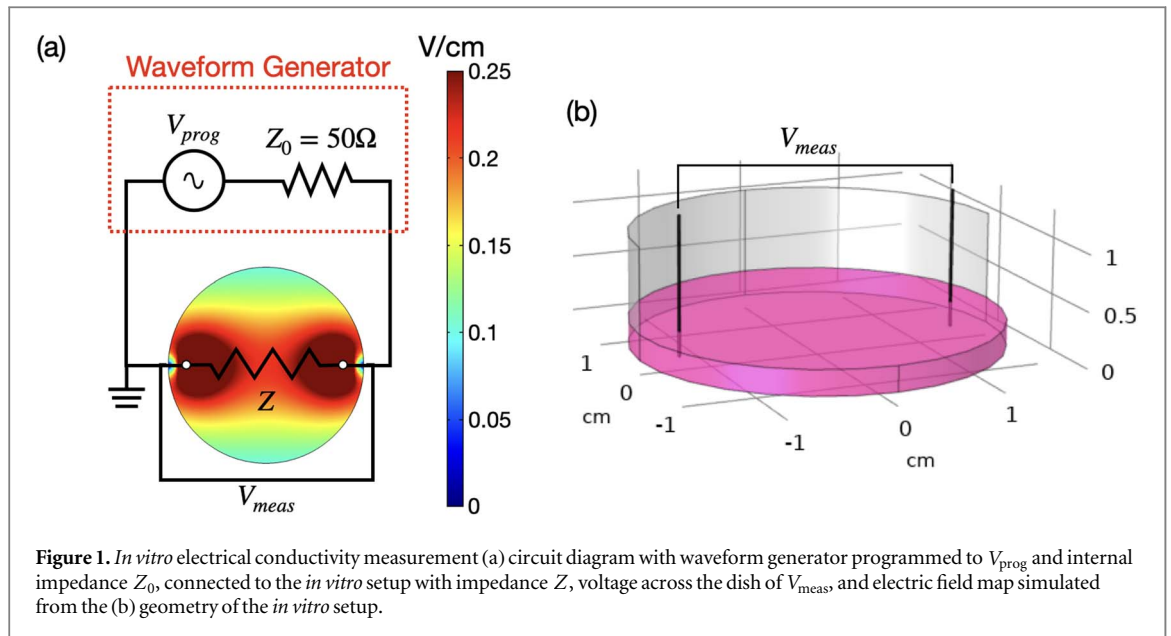 (a)
V/cm
Waveform Generator
V_prog
Z_0 = 50Ω
0.25
0.2
0.15
0.1
0.05
0
Z
V_meas
(b)
V_meas
1
0.5
0
1
0
cm
-1
-1
0
1
cm
Figure 1. In vitro electrical conductivity measurement (a) circuit diagram with waveform generator programmed to V_prog and internal
impedance Z_0, connected to the in vitro setup with impedance Z, voltage across the dish of V_meas, and electric field map simulated
from the (b) geometry of the in vitro setup.